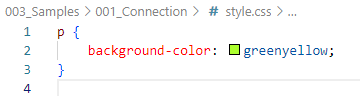 003_Samples > 001_Connection > # style.css > ...
1 p {
2 background-color: greenyellow;
3 }
4